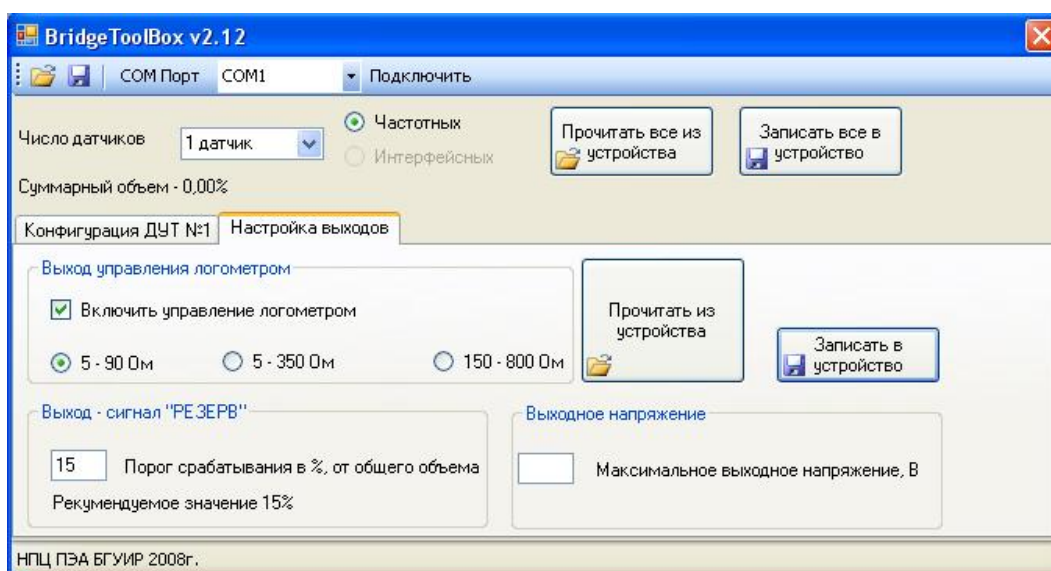 BridgeToolBox v2.12
COM Порт COM1 Подключить
Число датчиков
1 датчик
Частотных
Интерфейсных
Прочитать все из
устройства
Записать все в
устройство
Суммарный объем - 0,00%
Конфигурация ДУТ №1
Настройка выходов
Выход управления логометром
Включить управление логометром
5 - 90 Ом
5 - 350 Ом
150 - 800 Ом
Прочитать из
устройства
Записать в
устройство
Выход - сигнал "РЕЗЕРВ"
15 Порог срабатывания в %, от общего объема
Рекумендуемое значение 15%
Выходное напряжение
Максимальное выходное напряжение, В
НПЦ ПЭА БГУИР 2008г.